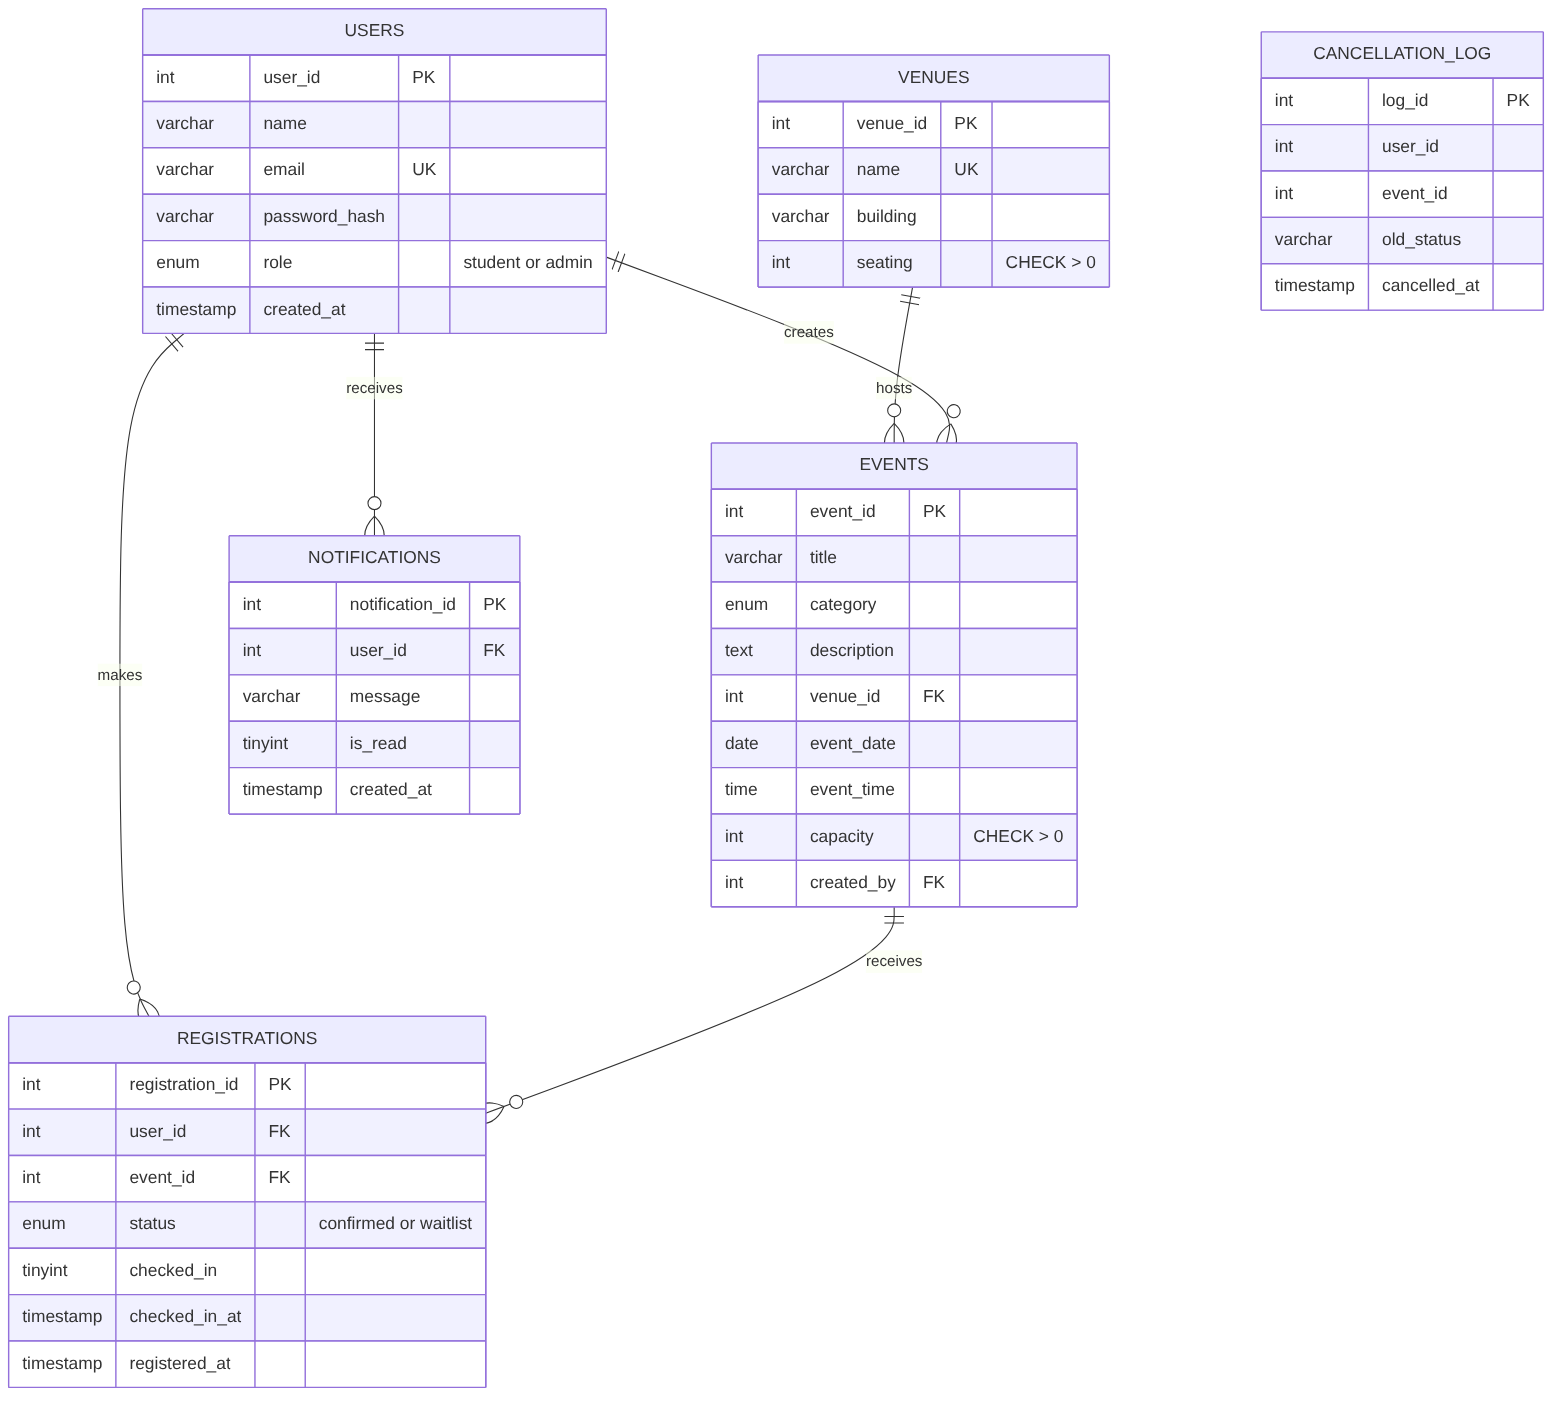 USERS
int user_id PK
varchar name
varchar email UK
varchar password_hash
enum role student or admin
timestamp created_at
VENUES
int venue_id PK
varchar name UK
varchar building
int seating CHECK > 0
CANCELLATION_LOG
int log_id PK
int user_id
int event_id
varchar old_status
timestamp cancelled_at
creates
receives
hosts
makes
NOTIFICATIONS
int notification_id PK
int user_id FK
varchar message
tinyint is_read
timestamp created_at
EVENTS
int event_id PK
varchar title
enum category
text description
int venue_id FK
date event_date
time event_time
int capacity CHECK > 0
int created_by FK
receives
REGISTRATIONS
int registration_id PK
int user_id FK
int event_id FK
enum status confirmed or waitlist
tinyint checked_in
timestamp checked_in_at
timestamp registered_at